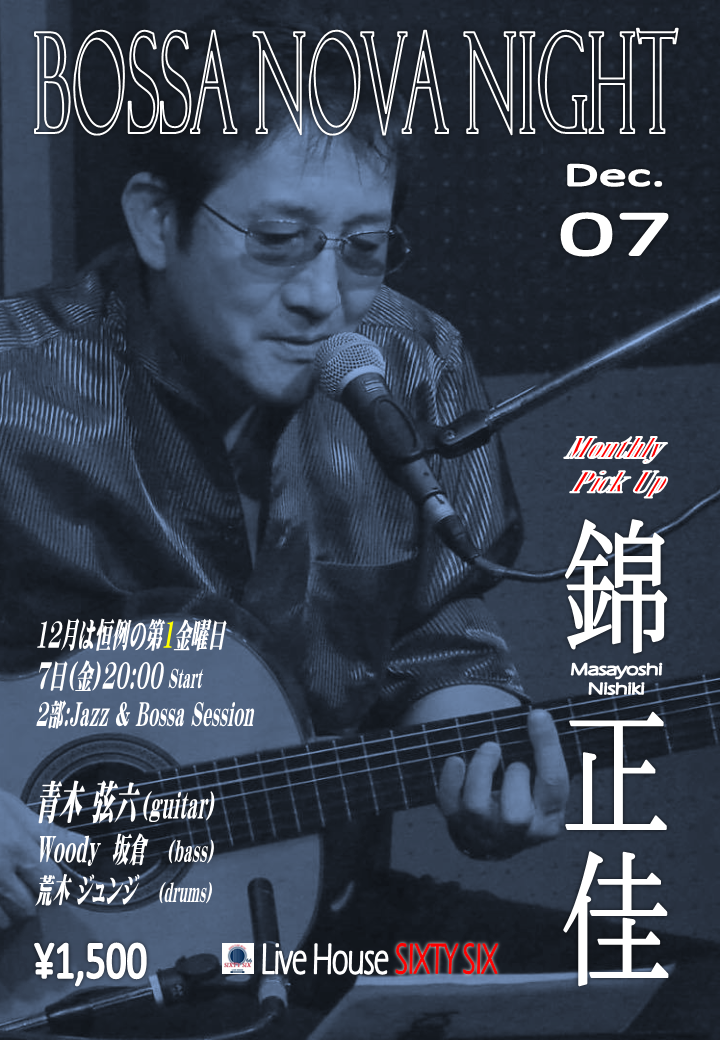 BOSSA NOVA NIGHT
Dec.
07
Monthly
Pick Up
錦
Masayoshi
Nishiki
正
佳
12月は恒例の第1金曜日
7日(金)20:00 Start
2部:Jazz & Bossa Session
青木 弦六(guitar)
Woody 坂倉 (bass)
荒木 ジュンジ (drums)
¥1,500
SIXTY SIX
Live House SIXTY SIX